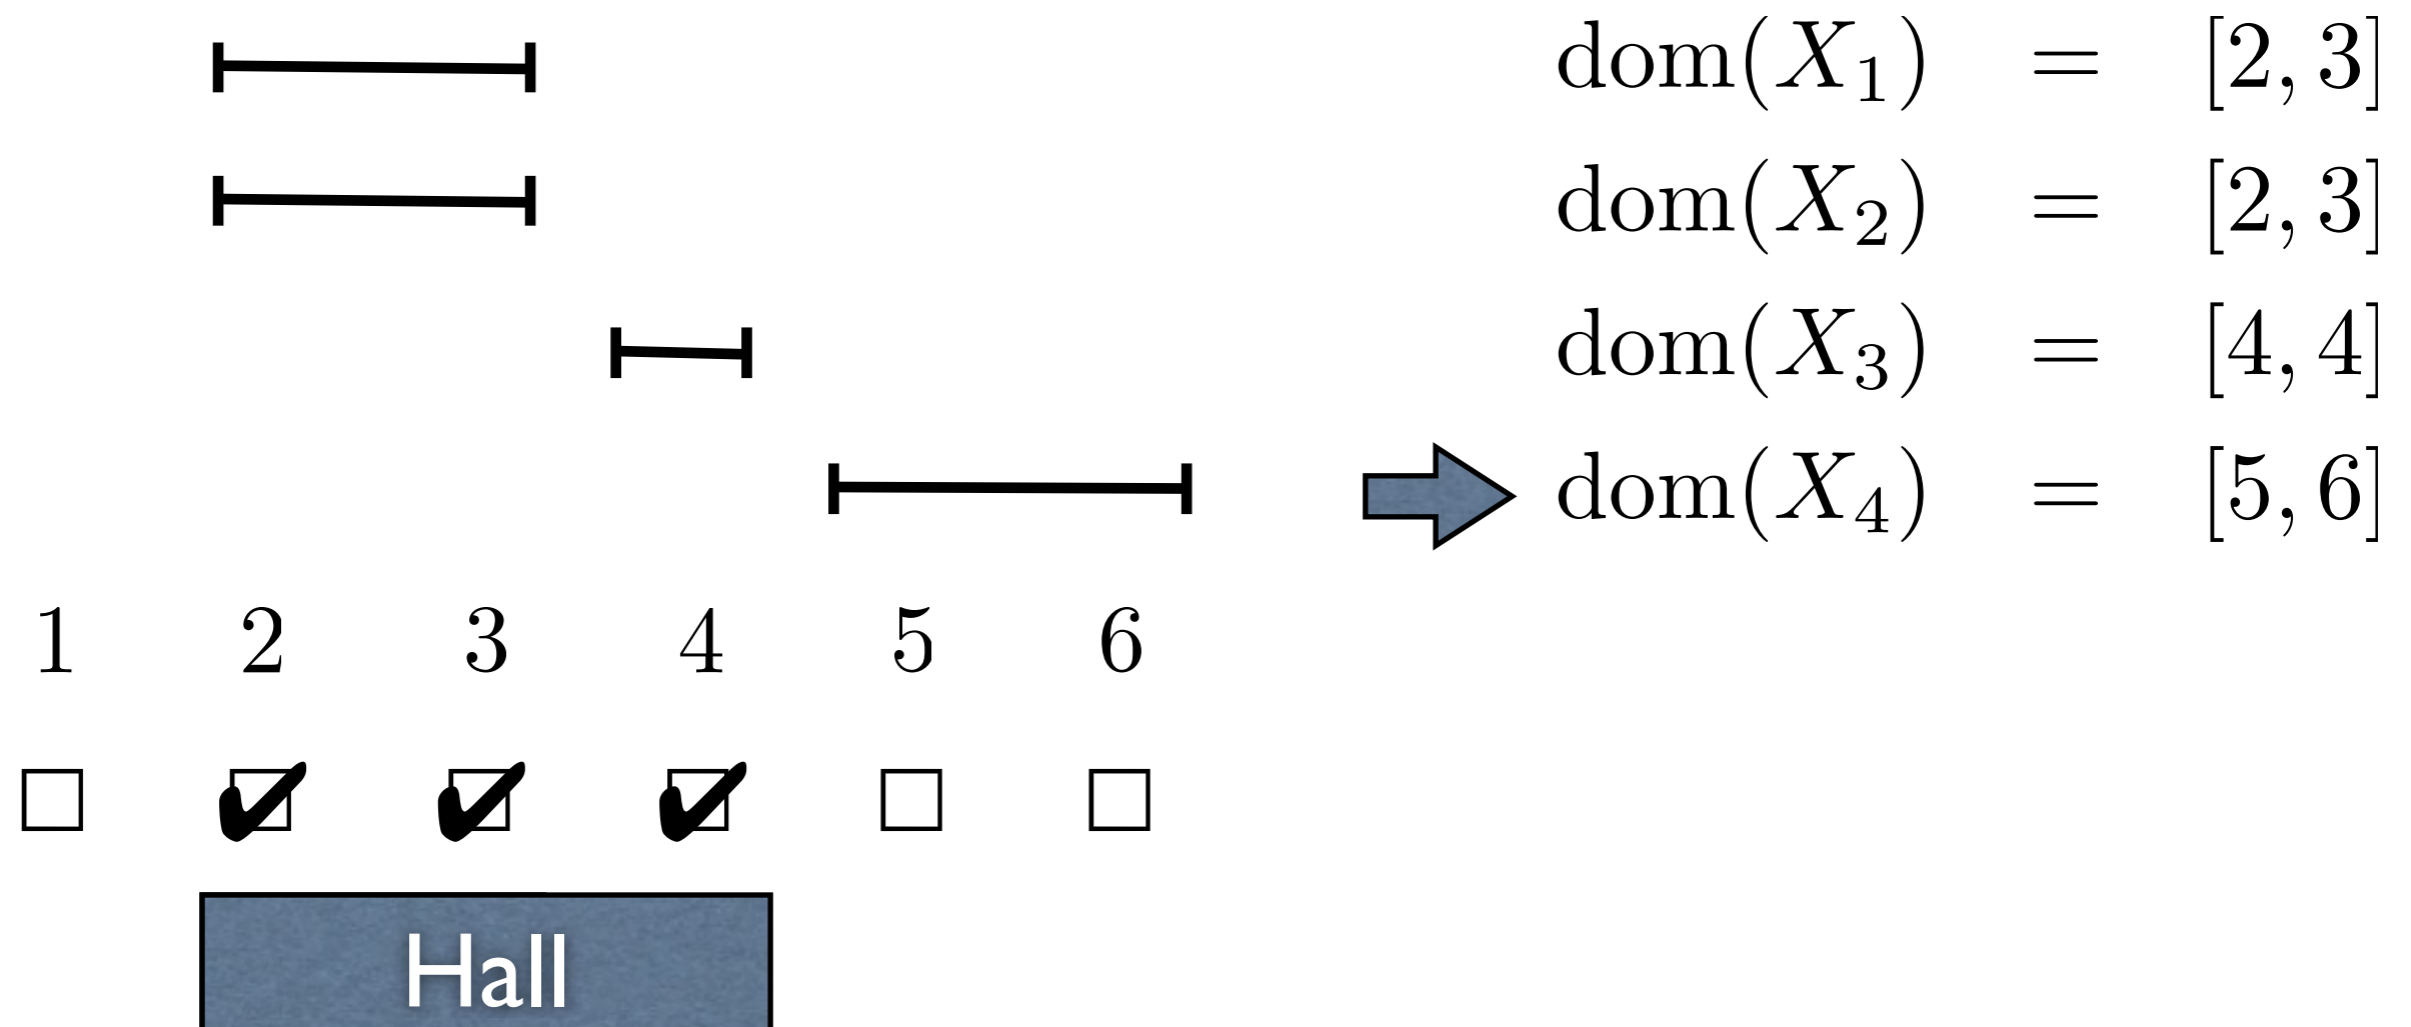 dom(X₁) = [2, 3]
dom(X₂) = [2, 3]
dom(X₃) = [4, 4]
dom(X₄) = [5, 6]
1 2 3 4 5 6
Hall